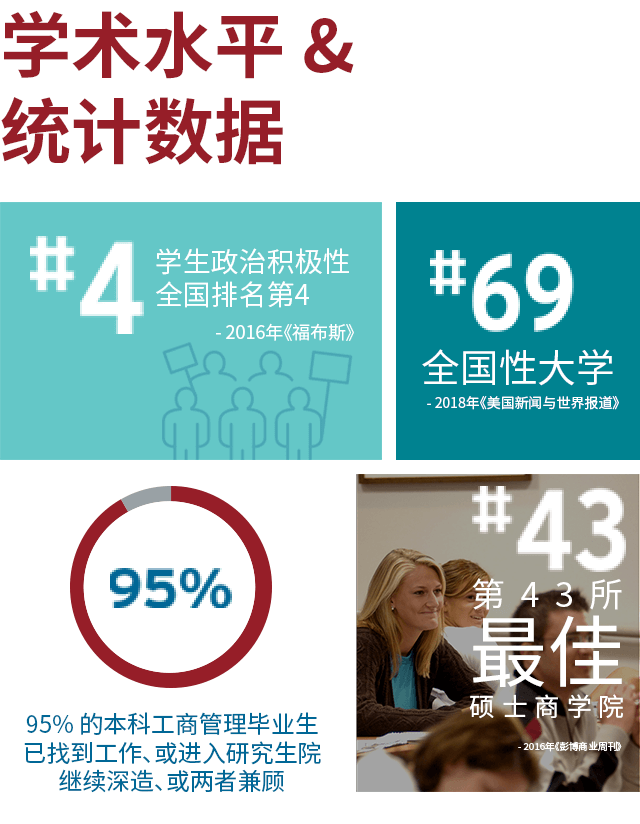 学术水平 &
统计数据
#4
学生政治积极性
全国排名第4
- 2016年《福布斯》
#69
全国性大学
- 2018年《美国新闻与世界报道》
95%
95% 的本科工商管理毕业生
已找到工作、或进入研究生院
继续深造、或两者兼顾
#43
第43所
最佳
硕士商学院
- 2016年《彭博商业周刊》